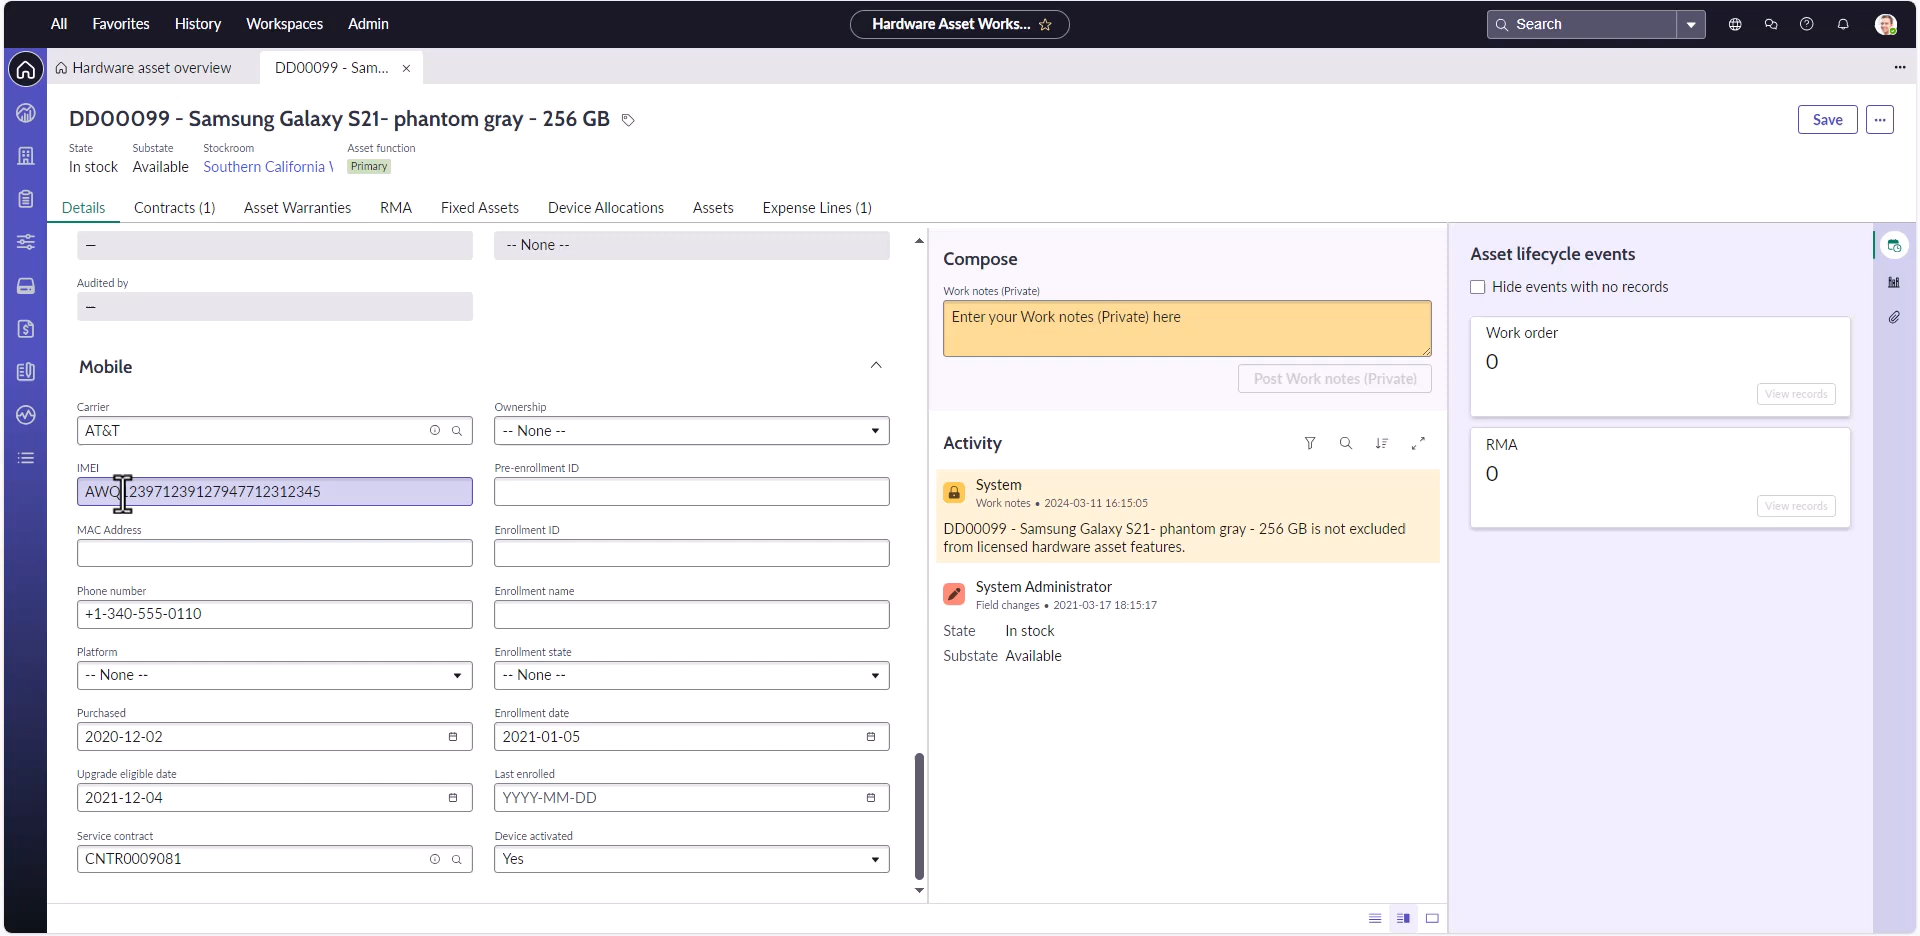 All Favorites History Workspaces Admin
Hardware Asset Works...
Search
Hardware asset overview
DD00099 - Sam...
DD00099 - Samsung Galaxy S21- phantom gray - 256 GB
Save
State Substate Stockroom Asset function
In stock Available Southern California Primary
Details Contracts (1) Asset Warranties RMA Fixed Assets Device Allocations Assets Expense Lines (1)
— -- None --
Audited by
—
Mobile
Carrier Ownership
AT&T -- None --
IMEI Pre-enrollment ID
MAC Address Enrollment ID
Phone number Enrollment name
+1-340-555-0110
Platform Enrollment state
-- None -- -- None --
Purchased Enrollment date
2020-12-02 2021-01-05
Upgrade eligible date Last enrolled
2021-12-04 YYYY-MM-DD
Service contract Device activated
CNTR0009081 Yes
Compose
Work notes (Private)
Enter your Work notes (Private) here
Post Work notes (Private)
Activity
System
Work notes • 2024-03-11 16:15:05
DD00099 - Samsung Galaxy S21- phantom gray - 256 GB is not excluded
from licensed hardware asset features.
System Administrator
Field changes • 2021-03-17 18:15:17
State In stock
Substate Available
Asset lifecycle events
Hide events with no records
Work order
0
View records
RMA
0
View records